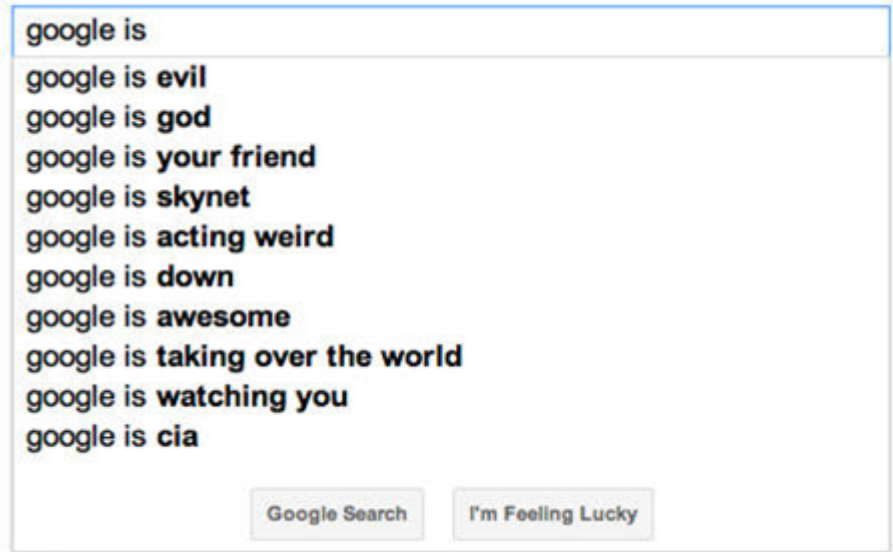 google is
google is evil
google is god
google is your friend
google is skynet
google is acting weird
google is down
google is awesome
google is taking over the world
google is watching you
google is cia
Google Search I'm Feeling Lucky